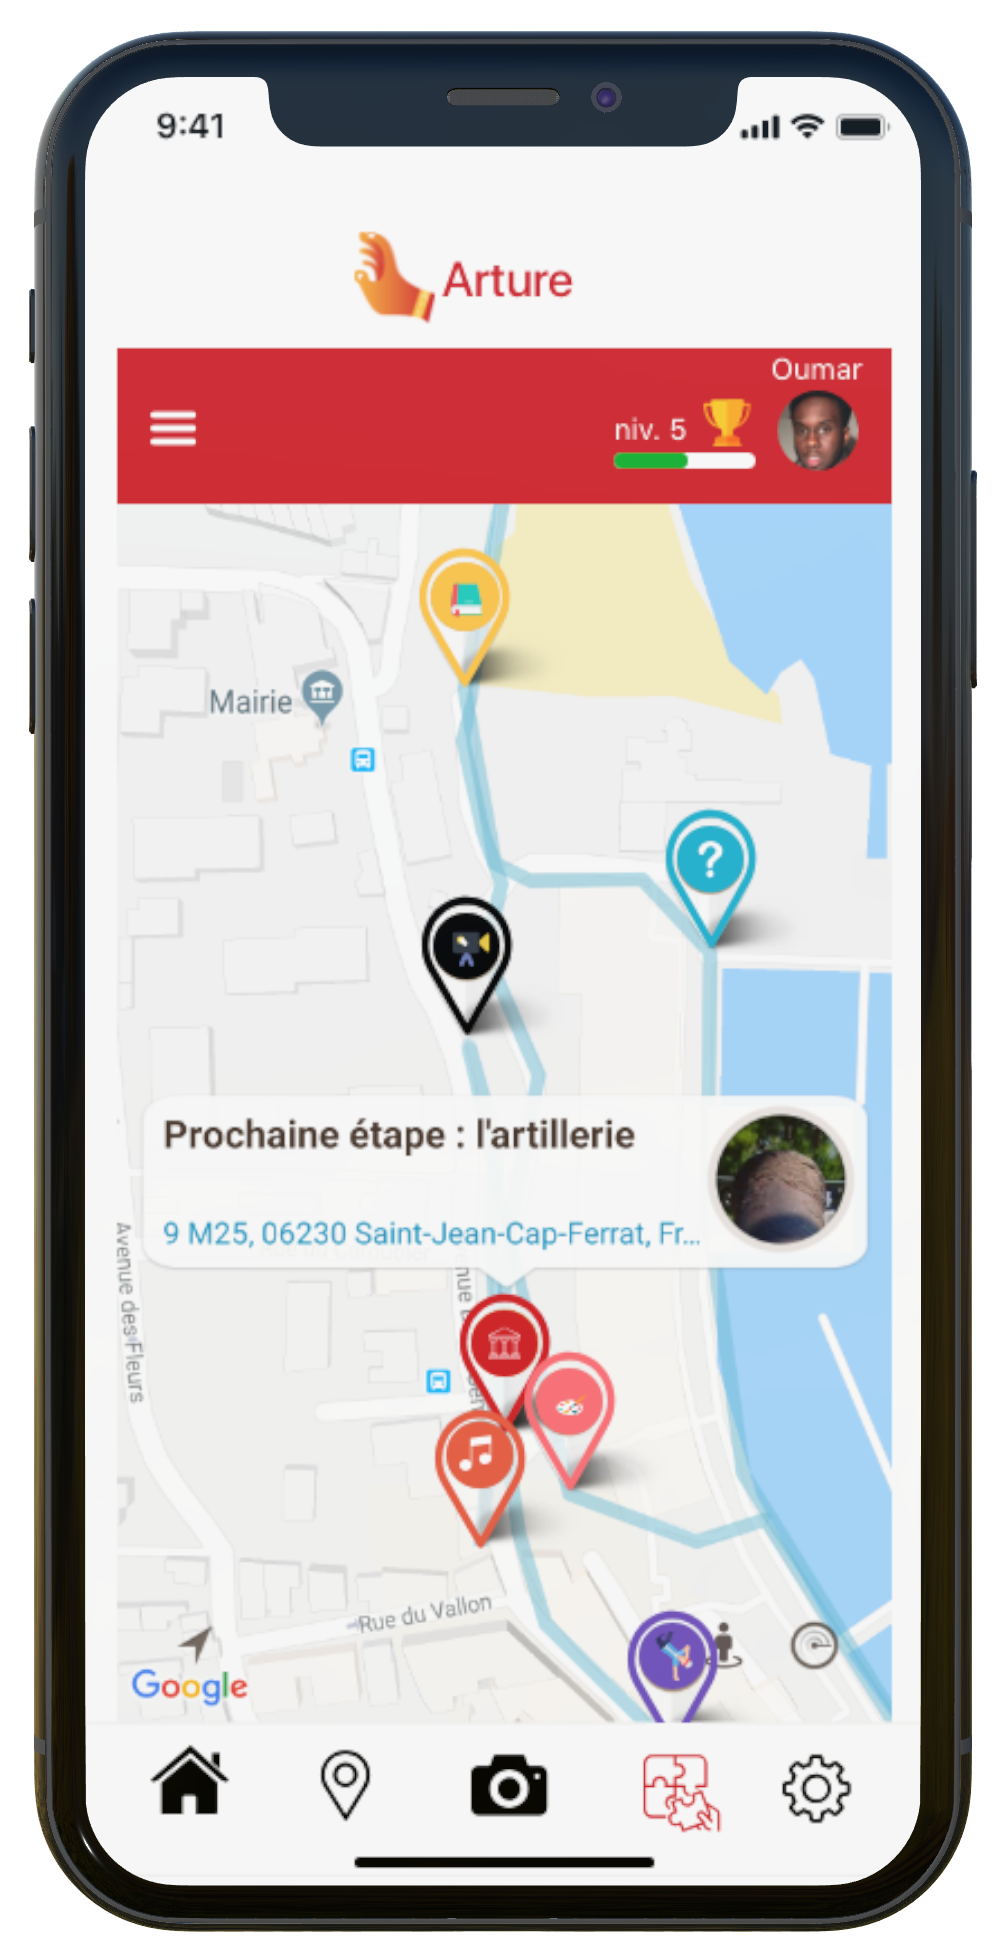 9:41
Arture
Oumar
niv. 5
Mairie
?
Prochaine étape : l'artillerie
9 M25, 06230 Saint-Jean-Cap-Ferrat, Fr...
Avenue des Fleurs
Rue du Vallon
Google